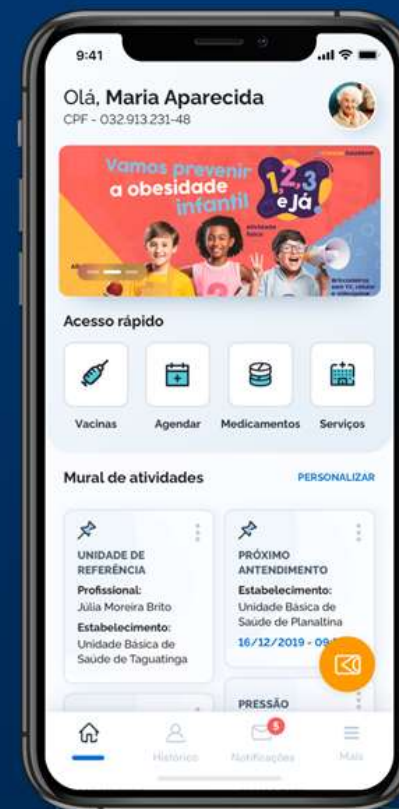 9:41
Olá, Maria Aparecida
CPF - 032.913.231-48
Vamos prevenir
a obesidade
infantil
1,2,3
e já!
Acesso rápido
Vacinas
Agendar
Medicamentos
Serviços
Mural de atividades
PERSONALIZAR
UNIDADE DE
REFERÊNCIA
Profissional:
Júlia Moreira Brito
Estabelecimento:
Unidade Básica de
Saúde de Taguatinga
PRÓXIMO
ANTENDIMENTO
Estabelecimento:
Unidade Básica de
Saúde de Planaltina
16/12/2019 - 09:
PRESSÃO
Histórico
5
Notificações
Mais